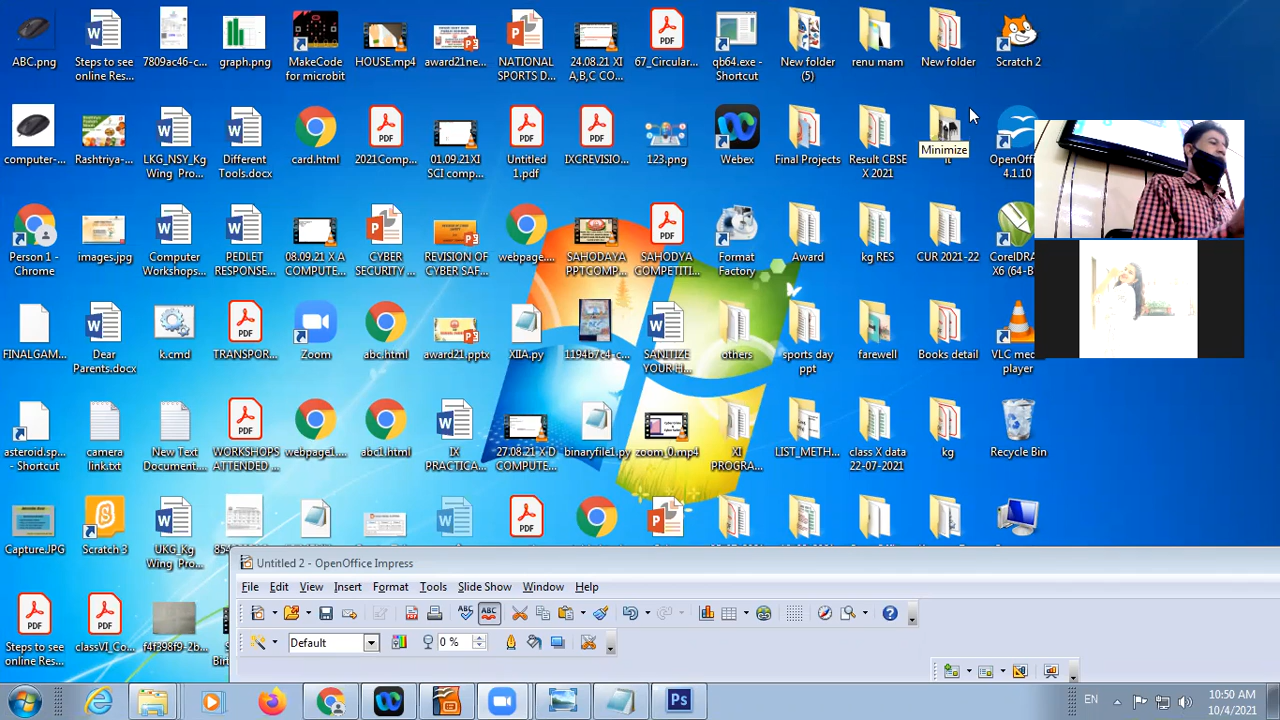 ABC.png
Steps to see
online Res...
7809ac46-c...
graph.png
MakeCode
for microbit
HOUSE.mp4
award21ne...
NATIONAL
SPORTS D...
24.08.21 XI
A,B,C CO...
67_Circular...
qb64.exe -
Shortcut
New folder
(5)
renu mam
New folder
Scratch 2
computer-...
Rashtriya-...
LKG_NSY_Kg
Wing_Pro...
Different
Tools.docx
card.html
2021Comp...
01.09.21XI
SCI comp...
Untitled
1.pdf
IXCREVISIO...
123.png
Webex
Final Projects
Result CBSE
X 2021
Minimize
OpenOffi...
4.1.10
Person 1 -
Chrome
images.jpg
Computer
Workshops...
PEDLET
RESPONSE...
08.09.21 X A
COMPUTE...
CYBER
SECURITY ...
REVISION OF
CYBER SAF...
webpage....
SAHODAYA
PPTCOMP...
SAHODYA
COMPETITI...
Format
Factory
Award
kg RES
CUR 2021-22
CorelDRA
X6 (64-B
FINALGAM...
Dear
Parents.docx
k.cmd
TRANSPOR...
Zoom
abc.html
award21.pptx
XIIA.py
1194b7c4-c...
SANITIZE
YOUR H...
others
sports day
ppt
farewell
Books detail
VLC med
player
asteroid.sp...
- Shortcut
camera
link.txt
New Text
Document....
WORKSHOPS
ATTENDED ...
webpage1....
abc1.html
IX
PRACTICA...
27.08.21 X-D
COMPUTE...
binaryfile1.py
zoom_0.mp4
XI
PROGRA...
LIST_METH...
class X data
22-07-2021
kg
Recycle Bin
Capture.JPG
Scratch 3
UKG_Kg
Wing_Pro...
Untitled 2 - OpenOffice Impress
File Edit View Insert Format Tools Slide Show Window Help
Default
0 %
Steps to see
online Res...
classVI_Co...
f4f398f9-2b...
EN
10:50 AM
10/4/2021